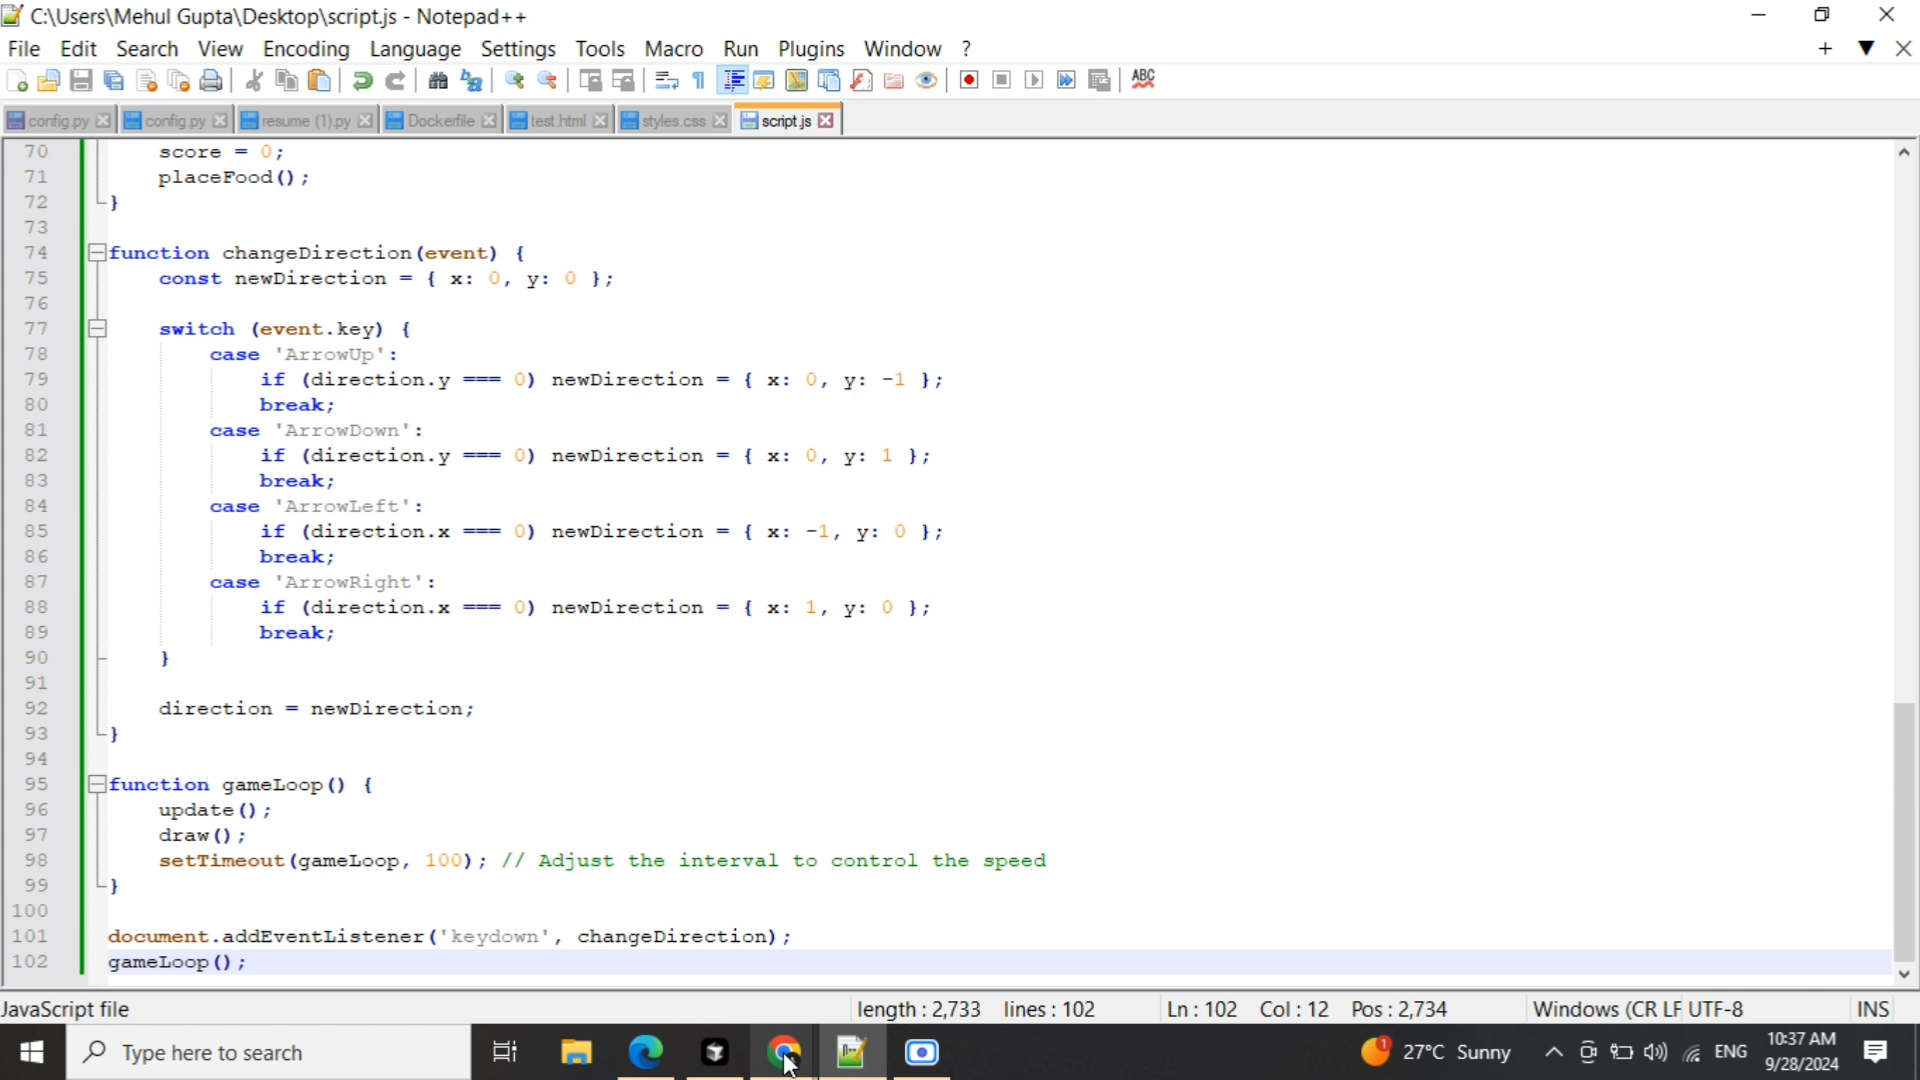 C:\Users\Mehul Gupta\Desktop\script.js - Notepad++
File Edit Search View Encoding Language Settings Tools Macro Run Plugins Window ?
ABC
config.py config.py resume (1).py Dockerfile test.html styles.css script.js
70 score = 0;
71 placeFood();
72 }
73
74 function changeDirection(event) {
75 const newDirection = { x: 0, y: 0 };
76
77 switch (event.key) {
78 case 'ArrowUp':
79 if (direction.y === 0) newDirection = { x: 0, y: -1 };
80 break;
81 case 'ArrowDown':
82 if (direction.y === 0) newDirection = { x: 0, y: 1 };
83 break;
84 case 'ArrowLeft':
85 if (direction.x === 0) newDirection = { x: -1, y: 0 };
86 break;
87 case 'ArrowRight':
88 if (direction.x === 0) newDirection = { x: 1, y: 0 };
89 break;
90 }
91
92 direction = newDirection;
93 }
94
95 function gameLoop() {
96 update();
97 draw();
98 setTimeout(gameLoop, 100); // Adjust the interval to control the speed
99 }
100
101 document.addEventListener('keydown', changeDirection);
102 gameLoop();
JavaScript file length : 2,733 lines : 102 Ln : 102 Col : 12 Pos : 2,734 Windows (CR LF UTF-8 INS
Type here to search 1 27°C Sunny ENG 10:37 AM
9/28/2024